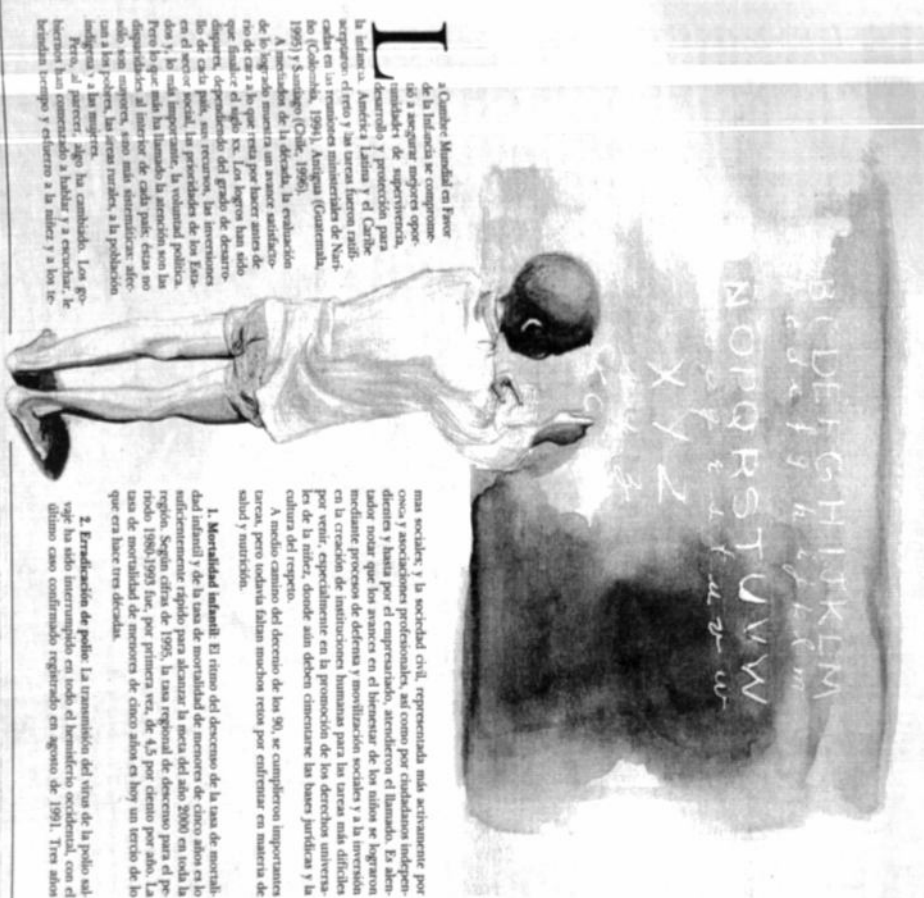 B C D E F G H I J K L M
N O P Q R S T U V W
X Y Z
La Cumbre Mundial en Favor
de la Infancia se comprome-
tió a asegurar mejores opor-
tunidades de supervivencia,
desarrollo y protección para
la infancia. América Latina y el Caribe
aceptaron el reto y las tareas fueron ratifi-
cadas en las reuniones ministeriales de Nari-
ño (Colombia, 1994), Antigua (Guatemala,
1995) y Santiago (Chile, 1996).
A mediados de la década, la evaluación
de lo logrado muestra un avance satisfacto-
rio de cara a lo que resta por hacer antes de
que finalice el siglo XX. Los logros han sido
dispares, dependiendo del grado de desarro-
llo de cada país, sus recursos, las inversiones
en el sector social, las prioridades de los Esta-
dos y, lo más importante, la voluntad política.
Pero lo que más ha llamado la atención son las
disparidades al interior de cada país; éstas no
sólo son mayores, sino más sistemáticas: afec-
tan a los pobres, las áreas rurales, a la población
indígena y a las mujeres.
Pero, al parecer, algo ha cambiado. Los go-
biernos han comenzado a hablar y a escuchar, le
brindan tiempo y esfuerzo a la niñez y a los te-
mas sociales; y la sociedad civil, representada más activamente por
ONGs y asociaciones profesionales, así como por ciudadanos indepen-
dientes y hasta por el empresariado, atendieron el llamado. Es alen-
tador notar que los avances en el bienestar de los niños se lograron
mediante procesos de defensa y movilización sociales y a la inversión
en la creación de instituciones humanas para las tareas más difíciles
por venir, especialmente en la promoción de los derechos universa-
les de la niñez, donde aún deben cimentarse las bases jurídicas y la
cultura del respeto.
A medio camino del decenio de los 90, se cumplieron importantes
tareas, pero todavía faltan muchos retos por enfrentar en materia de
salud y nutrición.
1. Mortalidad infantil: El ritmo del descenso de la tasa de mortali-
dad infantil y de la tasa de mortalidad de menores de cinco años es lo
suficientemente rápido para alcanzar la meta del año 2000 en toda la
región. Según cifras de 1995, la tasa regional de descenso para el pe-
ríodo 1980-1993 fue, por primera vez, de 4,5 por ciento por año. La
tasa de mortalidad de menores de cinco años es hoy un tercio de lo
que era hace tres décadas.
2. Erradicación de polio: La transmisión del virus de la polio sal-
vaje ha sido interrumpido en todo el hemisferio occidental, con el
último caso confirmado registrado en agosto de 1991. Tres años